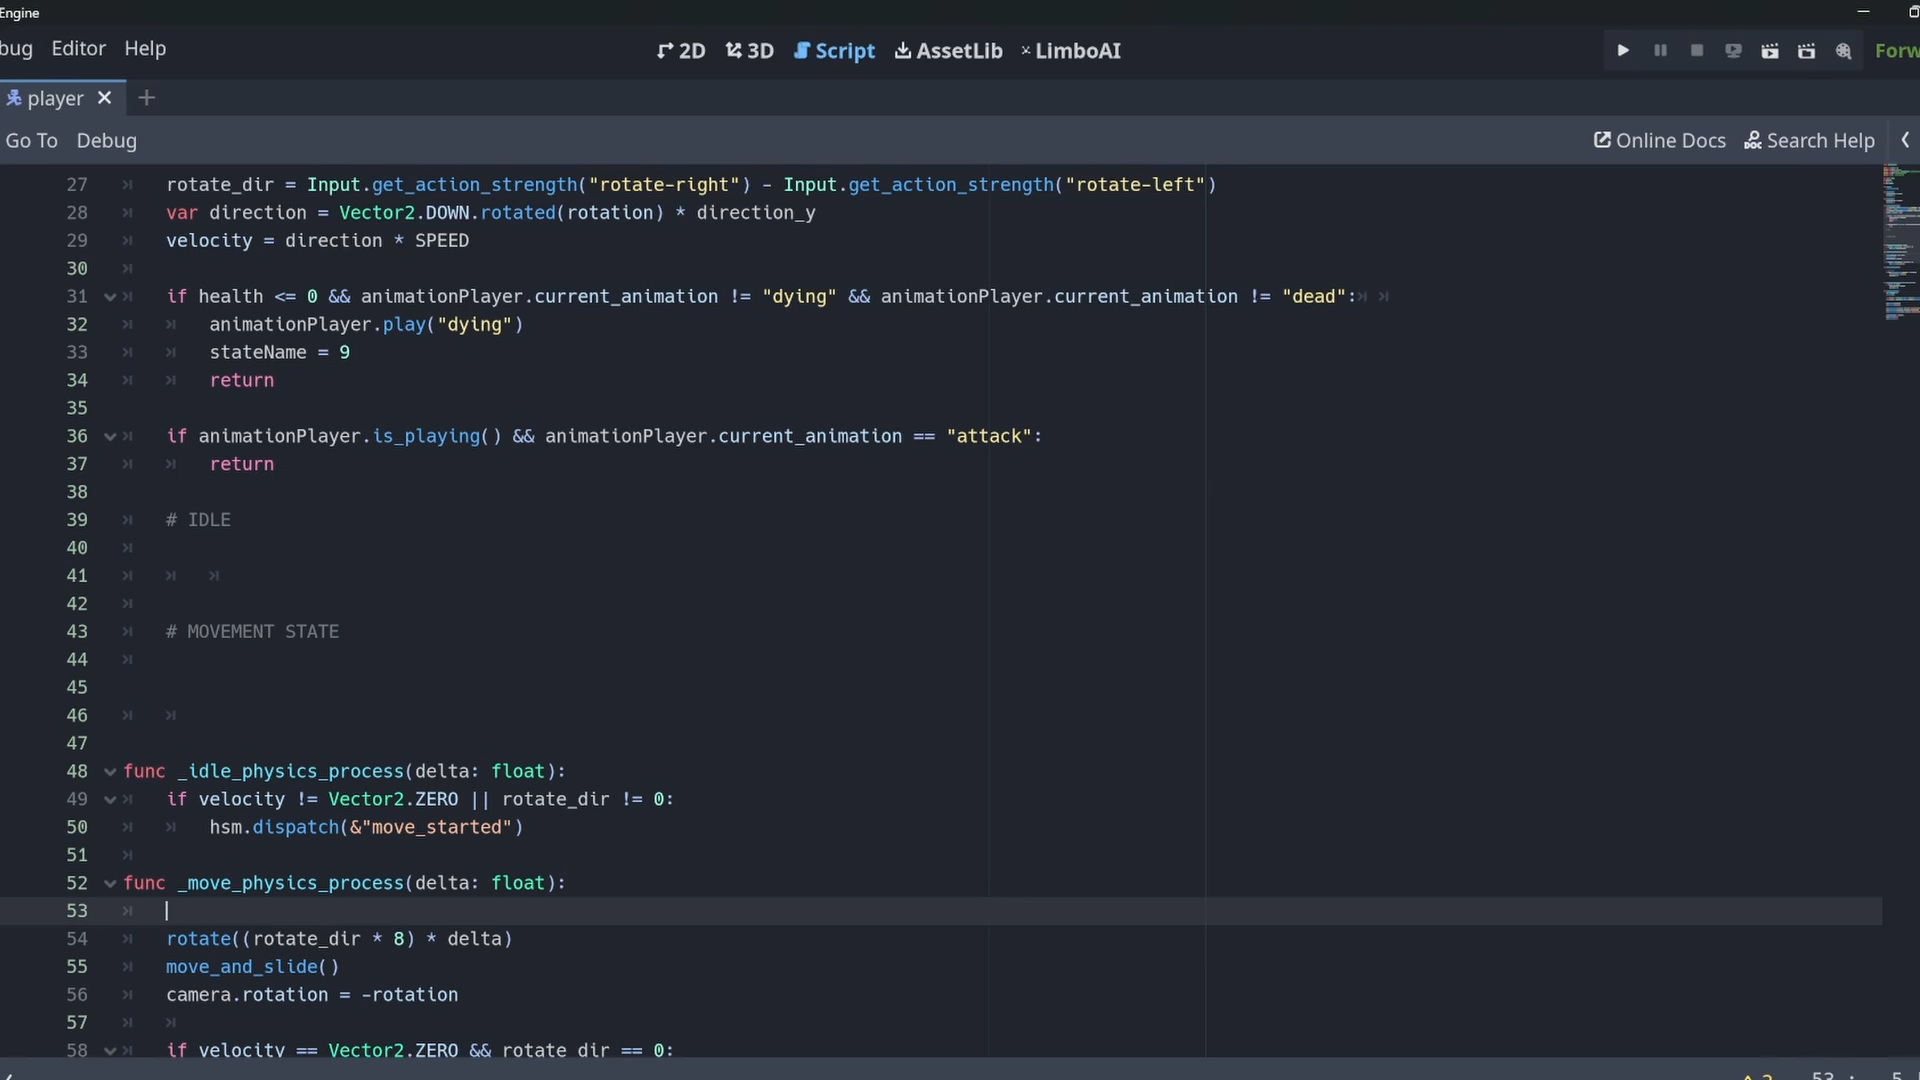 Engine
bug Editor Help
2D 3D Script AssetLib LimboAI
Forw
player
Go To Debug
Online Docs Search Help
27 rotate_dir = Input.get_action_strength("rotate-right") - Input.get_action_strength("rotate-left")
28 var direction = Vector2.DOWN.rotated(rotation) * direction_y
29 velocity = direction * SPEED
30
31 if health <= 0 && animationPlayer.current_animation != "dying" && animationPlayer.current_animation != "dead":
32 animationPlayer.play("dying")
33 stateName = 9
34 return
35
36 if animationPlayer.is_playing() && animationPlayer.current_animation == "attack":
37 return
38
39 # IDLE
40
41
42
43 # MOVEMENT STATE
44
45
46
47
48 func _idle_physics_process(delta: float):
49 if velocity != Vector2.ZERO || rotate_dir != 0:
50 hsm.dispatch(&"move_started")
51
52 func _move_physics_process(delta: float):
53
54 rotate((rotate_dir * 8) * delta)
55 move_and_slide()
56 camera.rotation = -rotation
57
58 if velocity == Vector2.ZERO && rotate_dir == 0: